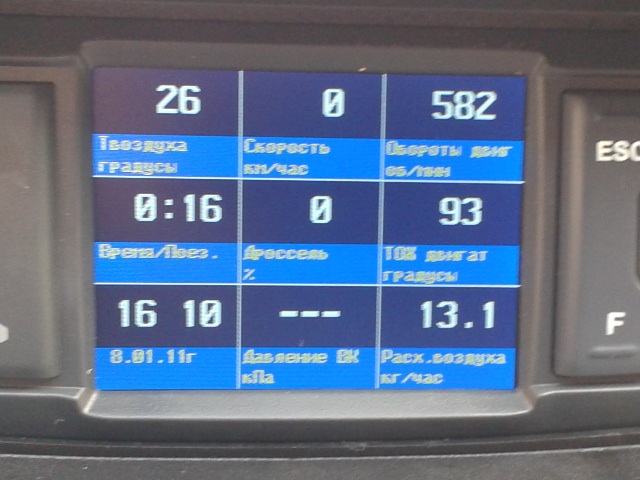 26 0 582
Твоздуха
градусы
Скорость
км/час
Обороты двиг
об/мин
0:16 0 93
Время/Поез.
Дроссель
%
ТОЖ двигат
градусы
16 10 --- 13.1
8.01.11г
Давление ВК
кПа
Расх.воздуха
кг/час
ESC
F